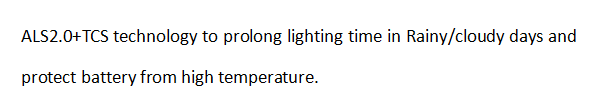 ALS2.0+TCS technology to prolong lighting time in Rainy/cloudy days and
protect battery from high temperature.